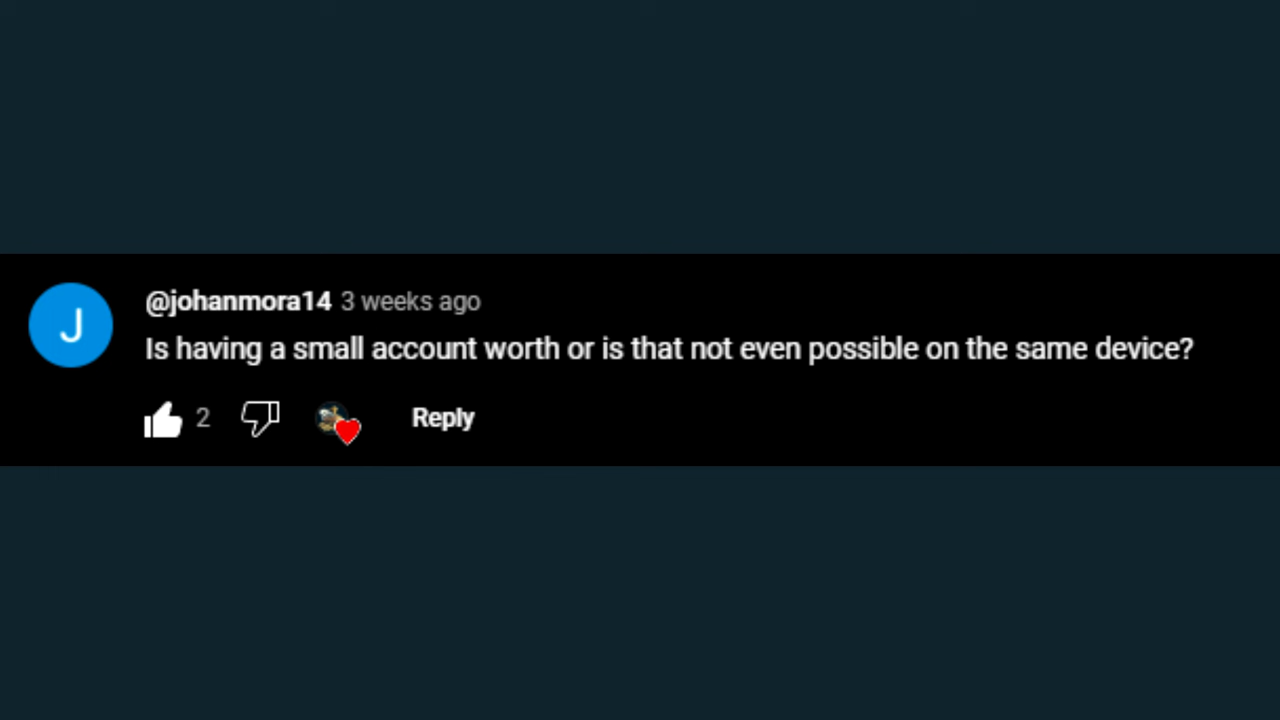 J
@johanmora14 3 weeks ago
Is having a small account worth or is that not even possible on the same device?
2 Reply